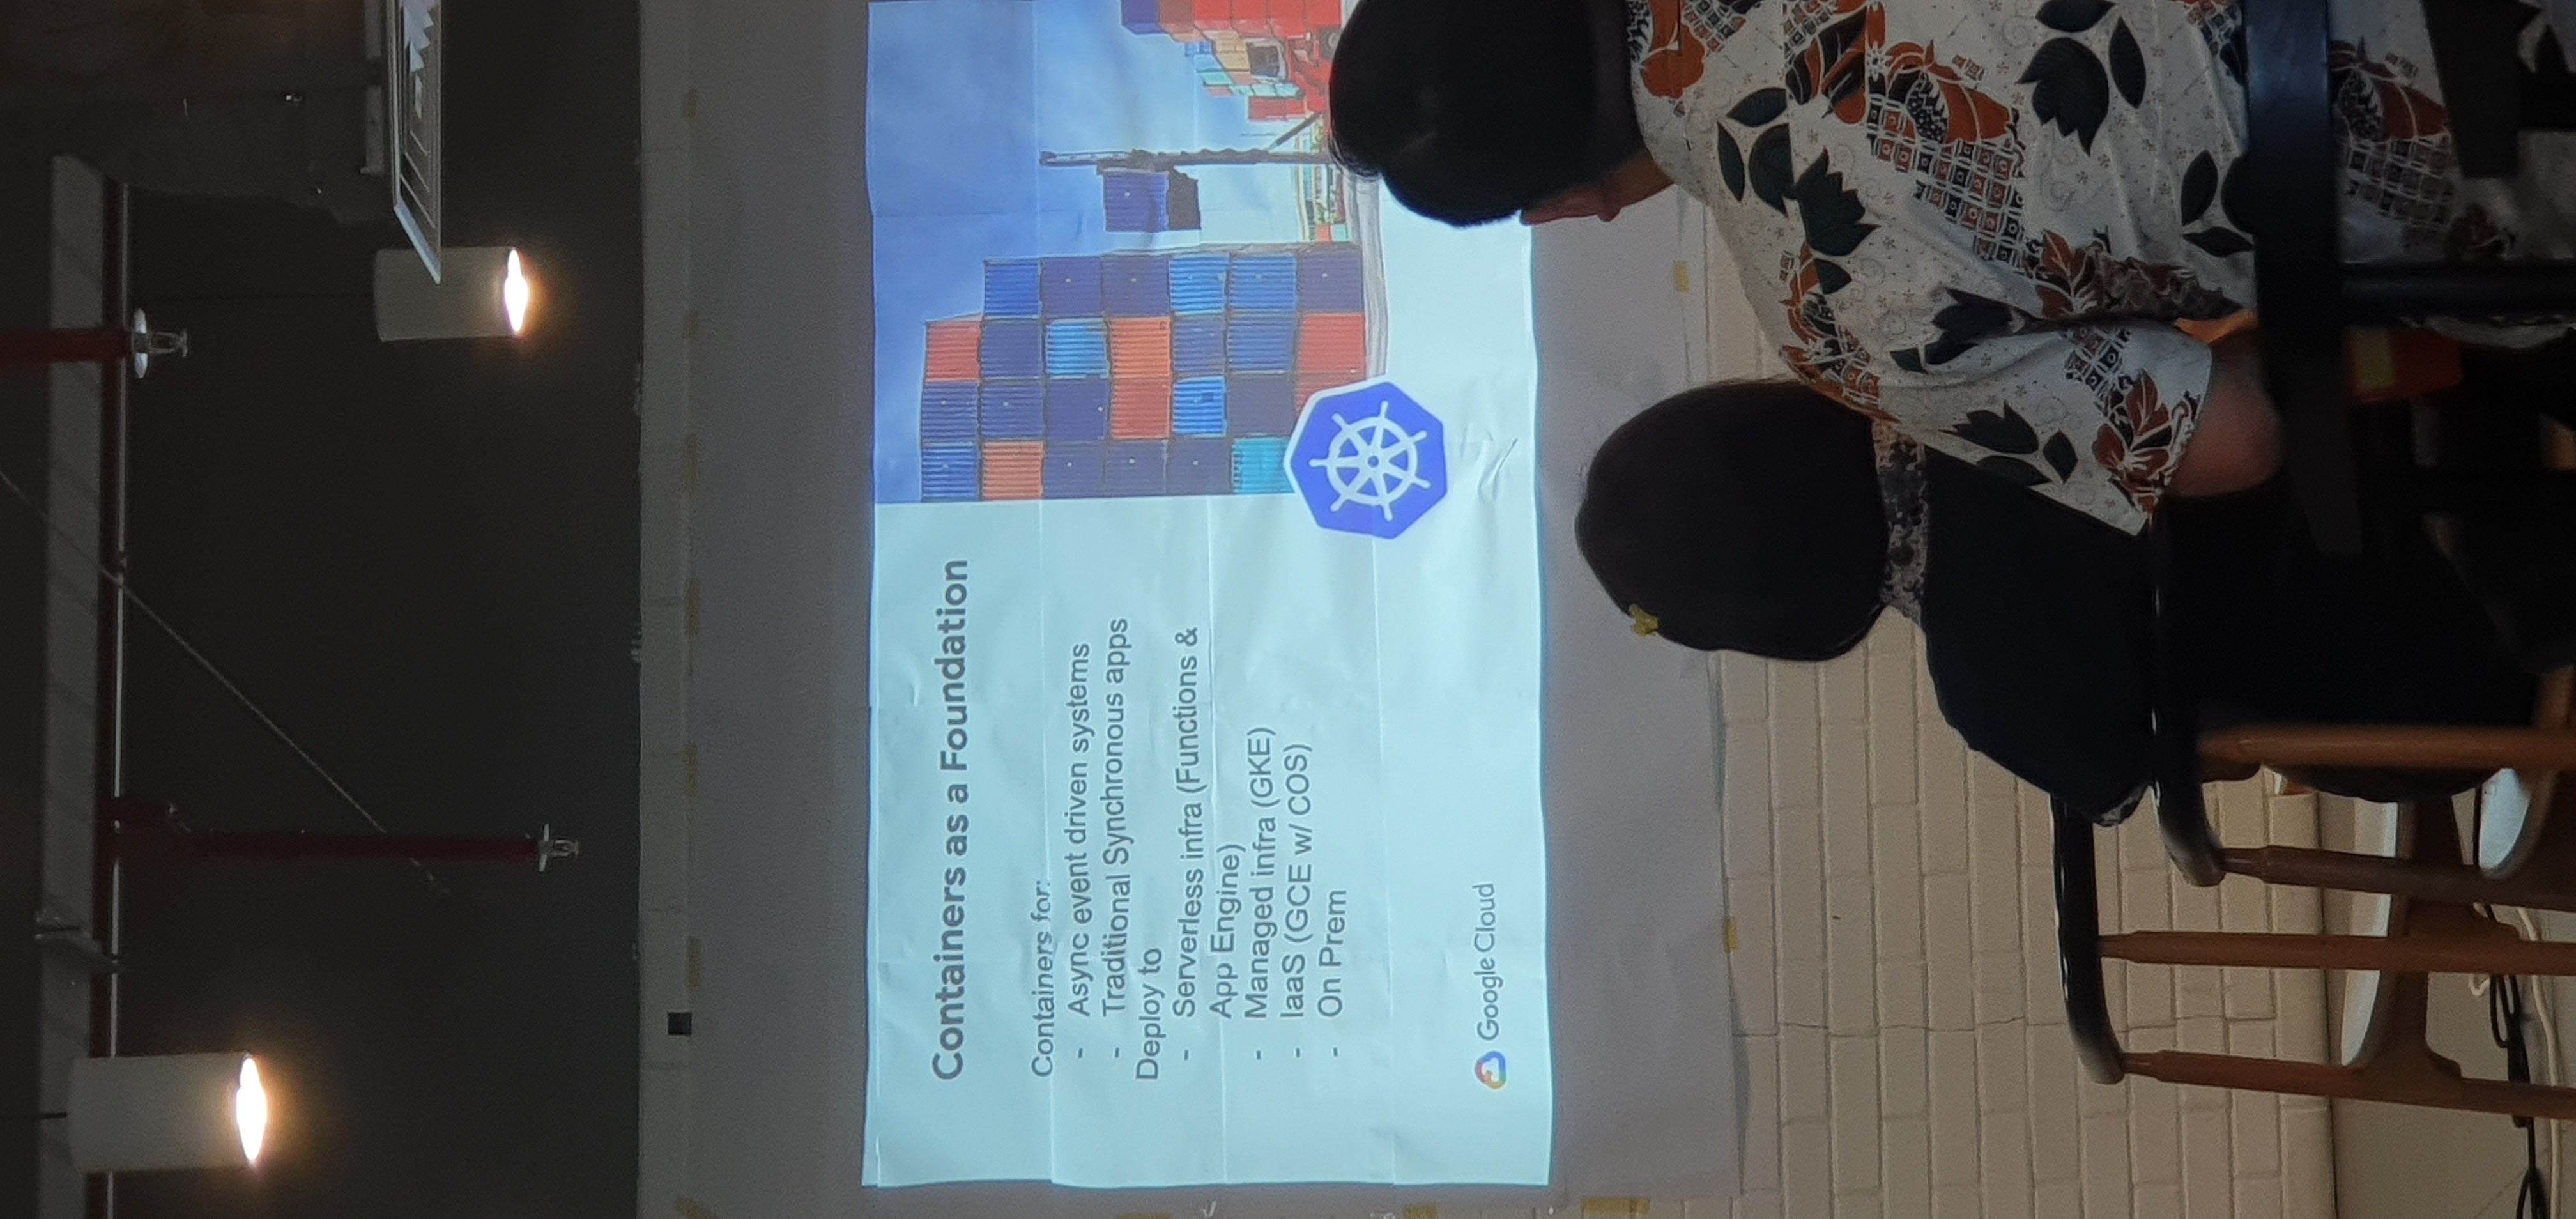 Containers as a Foundation
Containers for:
- Async event driven systems
- Traditional Synchronous apps
Deploy to
- Serverless infra (Functions &
App Engine)
- Managed infra (GKE)
- IaaS (GCE w/ COS)
- On Prem
Google Cloud